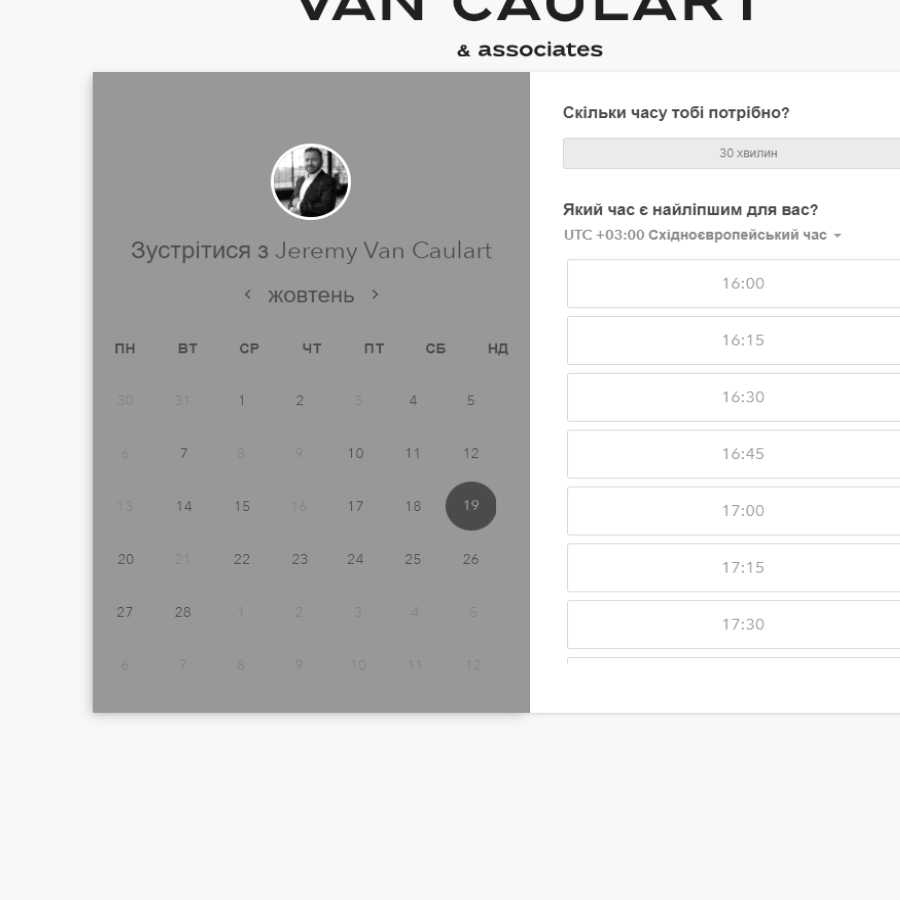 VAN CAULART
& associates
Зустрітися з Jeremy Van Caulart
жовтень
ПН ВТ СР ЧТ ПТ СБ НД
30 31 1 2 3 4 5
6 7 8 9 10 11 12
13 14 15 16 17 18 19
20 21 22 23 24 25 26
27 28 1 2 3 4 5
6 7 8 9 10 11 12
Скільки часу тобі потрібно?
30 хвилин
Який час є найліпшим для вас?
UTC +03:00 Східноєвропейський час
16:00
16:15
16:30
16:45
17:00
17:15
17:30